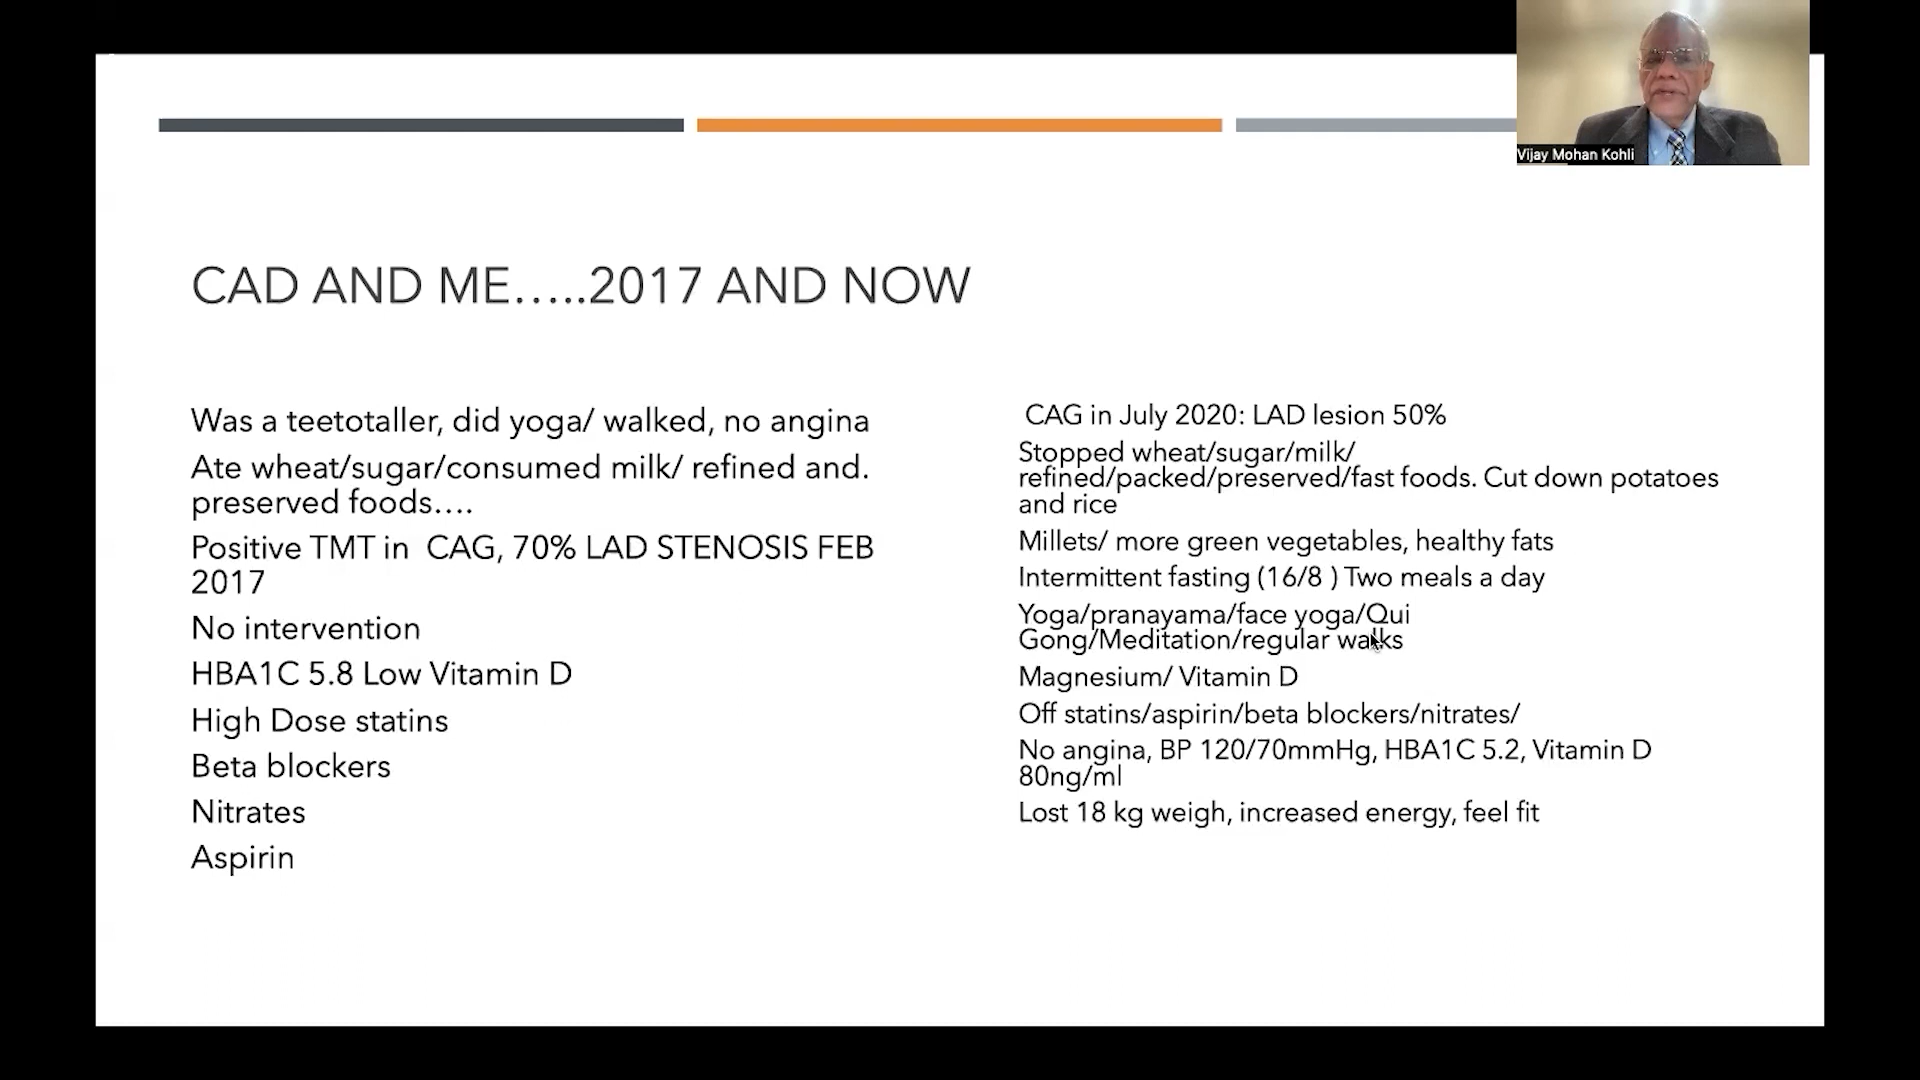 Vijay Mohan Kohli
CAD AND ME.....2017 AND NOW
Was a teetotaller, did yoga/ walked, no angina
Ate wheat/sugar/consumed milk/ refined and.
preserved foods....
Positive TMT in  CAG, 70% LAD STENOSIS FEB
2017
No intervention
HBA1C 5.8 Low Vitamin D
High Dose statins
Beta blockers
Nitrates
Aspirin
CAG in July 2020: LAD lesion 50%
Stopped wheat/sugar/milk/
refined/packed/preserved/fast foods. Cut down potatoes
and rice
Millets/ more green vegetables, healthy fats
Intermittent fasting (16/8 ) Two meals a day
Yoga/pranayama/face yoga/Qui
Gong/Meditation/regular walks
Magnesium/ Vitamin D
Off statins/aspirin/beta blockers/nitrates/
No angina, BP 120/70mmHg, HBA1C 5.2, Vitamin D
80ng/ml
Lost 18 kg weigh, increased energy, feel fit